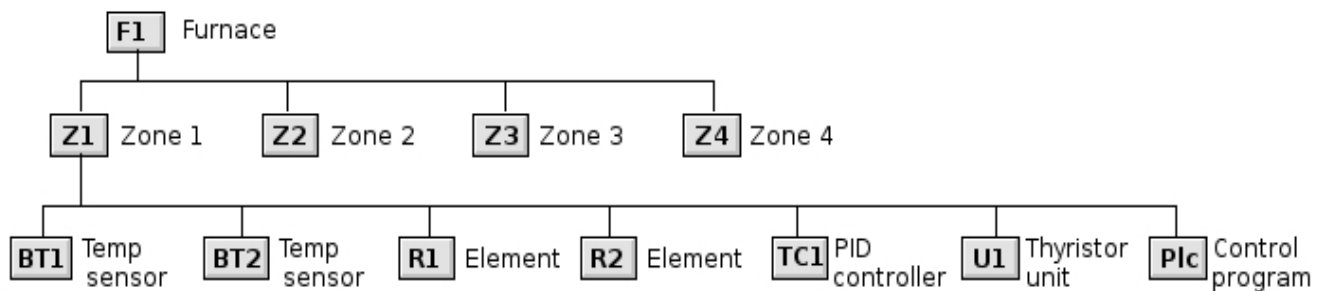 F1 Furnace
Z1 Zone 1 Z2 Zone 2 Z3 Zone 3 Z4 Zone 4
BT1 Temp sensor BT2 Temp sensor R1 Element R2 Element TC1 PID controller U1 Thyristor unit Plc Control program